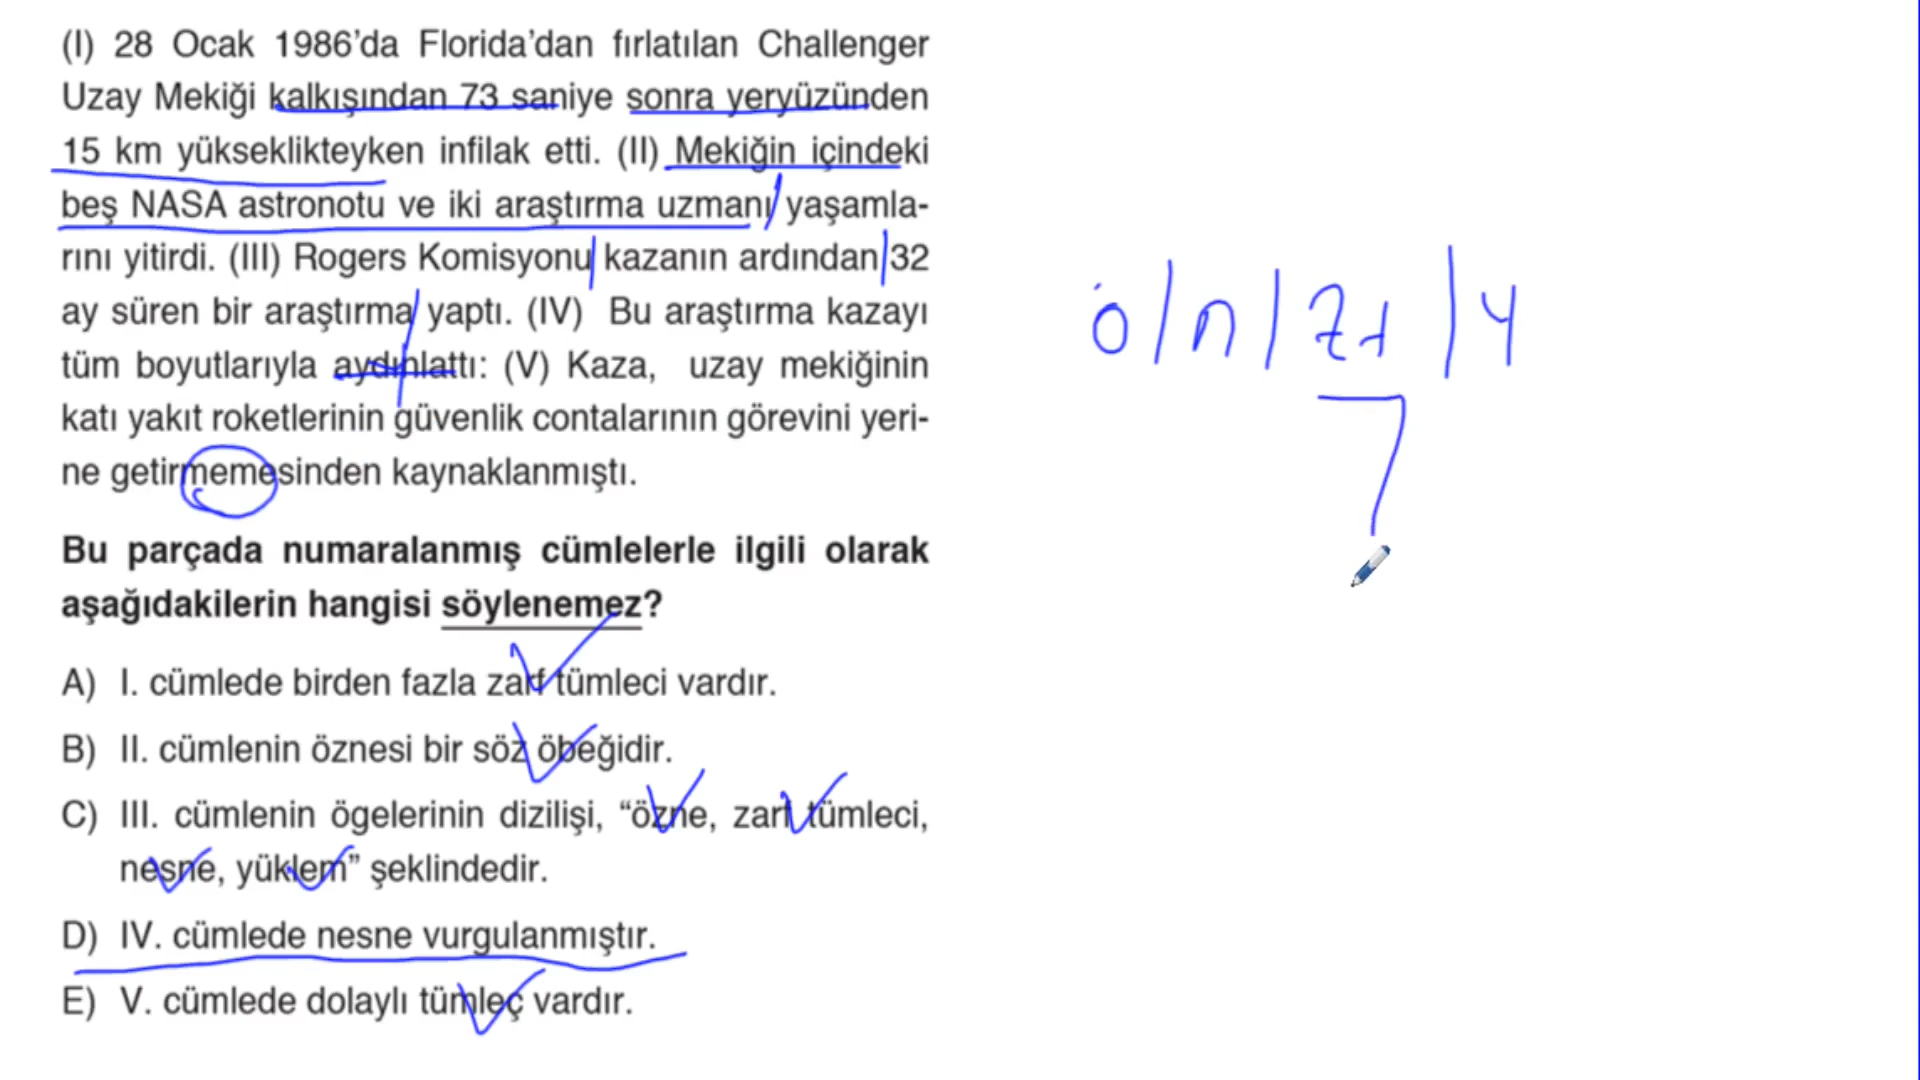 (I) 28 Ocak 1986’da Florida’dan fırlatılan Challenger
Uzay Mekiği kalkışından 73 saniye sonra yeryüzünden
15 km yükseklikteyken infilak etti. (II) Mekiğin içindeki
beş NASA astronotu ve iki araştırma uzmanı yaşamla-
rını yitirdi. (III) Rogers Komisyonu kazanın ardından 32
ay süren bir araştırma yaptı. (IV) Bu araştırma kazayı
tüm boyutlarıyla aydınlattı: (V) Kaza, uzay mekiğinin
katı yakıt roketlerinin güvenlik contalarının görevini yeri-
ne getirmemesinden kaynaklanmıştı.
Bu parçada numaralanmış cümlelerle ilgili olarak
aşağıdakilerin hangisi söylenemez?
A) I. cümlede birden fazla zarf tümleci vardır.
B) II. cümlenin öznesi bir söz öbeğidir.
C) III. cümlenin ögelerinin dizilişi, “özne, zarf tümleci,
nesne, yüklem” şeklindedir.
D) IV. cümlede nesne vurgulanmıştır.
E) V. cümlede dolaylı tümleç vardır.
ö / n / zt / y